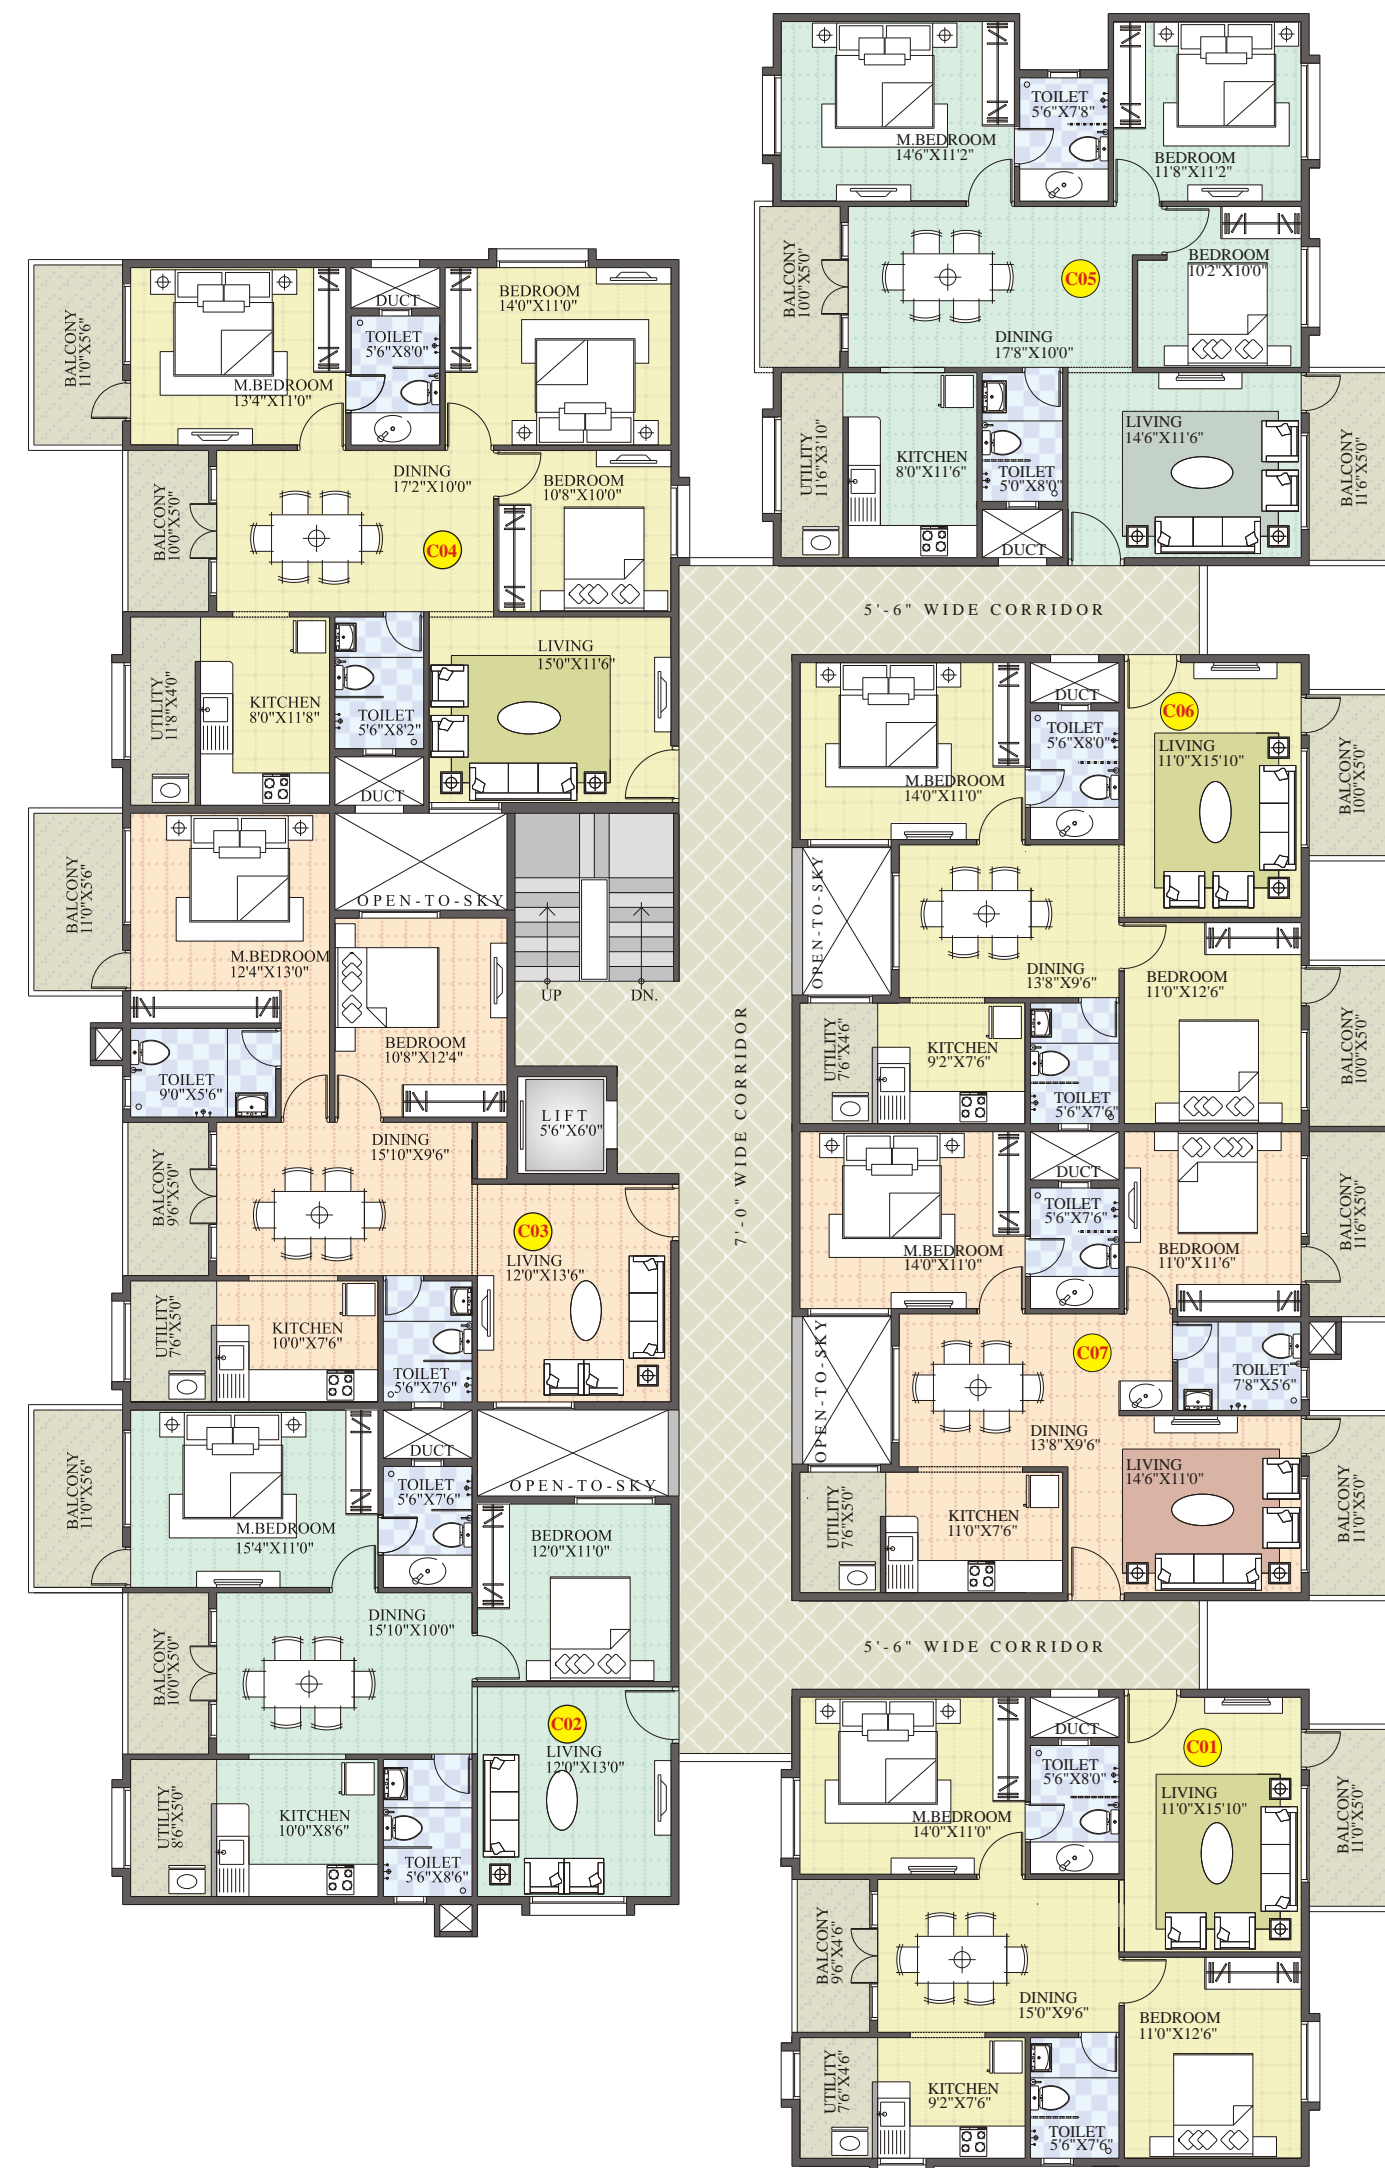 TOILET
5'6"X7'8"
M.BEDROOM
14'6"X11'2"
BEDROOM
11'8"X11'2"
BALCONY
10'0"X5'0"
C05
BEDROOM
10'2"X10'0"
DINING
17'8"X10'0"
UTILITY
11'6"X3'10"
KITCHEN
8'0"X11'6"
TOILET
5'0"X8'0"
DUCT
LIVING
14'6"X11'6"
BALCONY
11'6"X5'0"
BALCONY
11'0"X5'6"
M.BEDROOM
13'4"X11'0"
DUCT
TOILET
5'6"X8'0"
BEDROOM
14'0"X11'0"
BALCONY
10'0"X5'0"
DINING
17'2"X10'0"
BEDROOM
10'8"X10'0"
C04
UTILITY
11'8"X4'0"
KITCHEN
8'0"X11'8"
TOILET
5'6"X8'2"
DUCT
LIVING
15'0"X11'6"
5'-6" WIDE CORRIDOR
DUCT
TOILET
5'6"X8'0"
M.BEDROOM
14'0"X11'0"
C06
LIVING
11'0"X15'10"
BALCONY
10'0"X5'0"
OPEN-TO-SKY
DINING
13'8"X9'6"
BEDROOM
11'0"X12'6"
BALCONY
10'0"X5'0"
UTILITY
7'6"X4'6"
KITCHEN
9'2"X7'6"
TOILET
5'6"X7'6"
BALCONY
11'0"X5'6"
M.BEDROOM
12'4"X13'0"
OPEN-TO-SKY
UP
DN.
BEDROOM
10'8"X12'4"
TOILET
9'0"X5'6"
LIFT
5'6"X6'0"
7'-0" WIDE CORRIDOR
BALCONY
9'6"X5'0"
DINING
15'10"X9'6"
C03
LIVING
12'0"X13'6"
UTILITY
7'6"X5'0"
KITCHEN
10'0"X7'6"
TOILET
5'6"X7'6"
DUCT
TOILET
5'6"X7'6"
M.BEDROOM
14'0"X11'0"
BEDROOM
11'0"X11'6"
BALCONY
11'6"X5'0"
OPEN-TO-SKY
C07
TOILET
7'8"X5'6"
DINING
13'8"X9'6"
LIVING
14'6"X11'0"
BALCONY
11'0"X5'0"
UTILITY
7'6"X5'0"
KITCHEN
11'0"X7'6"
BALCONY
11'0"X5'6"
M.BEDROOM
15'4"X11'0"
DUCT
TOILET
5'6"X7'6"
OPEN-TO-SKY
BEDROOM
12'0"X11'0"
BALCONY
10'0"X5'0"
DINING
15'10"X10'0"
C02
LIVING
12'0"X13'0"
UTILITY
8'6"X5'0"
KITCHEN
10'0"X8'6"
TOILET
5'6"X8'6"
5'-6" WIDE CORRIDOR
DUCT
TOILET
5'6"X8'0"
M.BEDROOM
14'0"X11'0"
C01
LIVING
11'0"X15'10"
BALCONY
11'0"X5'0"
BALCONY
9'6"X4'6"
DINING
15'0"X9'6"
BEDROOM
11'0"X12'6"
UTILITY
7'6"X4'6"
KITCHEN
9'2"X7'6"
TOILET
5'6"X7'6"